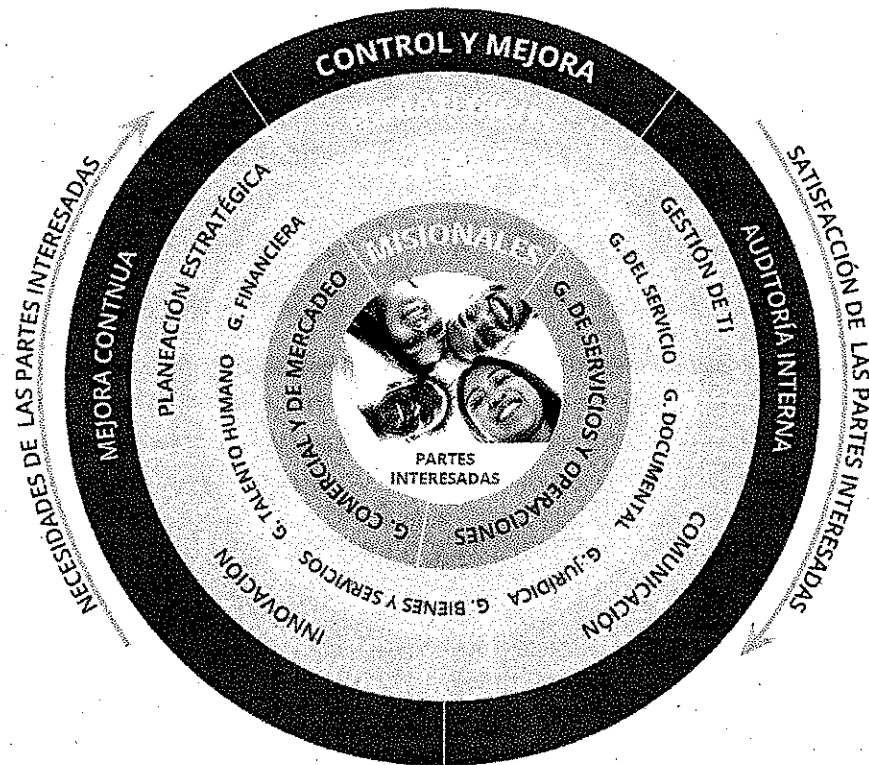 CONTROL Y MEJORA
MEJORA CONTNUA
AUDITORÍA INTERNA
NECESIDADES DE LAS PARTES INTERESADAS
SATISFACCIÓN DE LAS PARTES INTERESADAS
PLANEACIÓN ESTRATÉGICA
GESTIÓN DE TI
INNOVACIÓN
COMUNICACIÓN
G. FINANCIERA
G. DEL SERVICIO
G. TALENTO HUMANO
G. DOCUMENTAL
G. BIENES Y SERVICIOS
G. JURÍDICA
MISIONALES
G. COMERCIAL Y DE MERCADEO
G. DE SERVICIOS Y OPERACIONES
PARTES
INTERESADAS